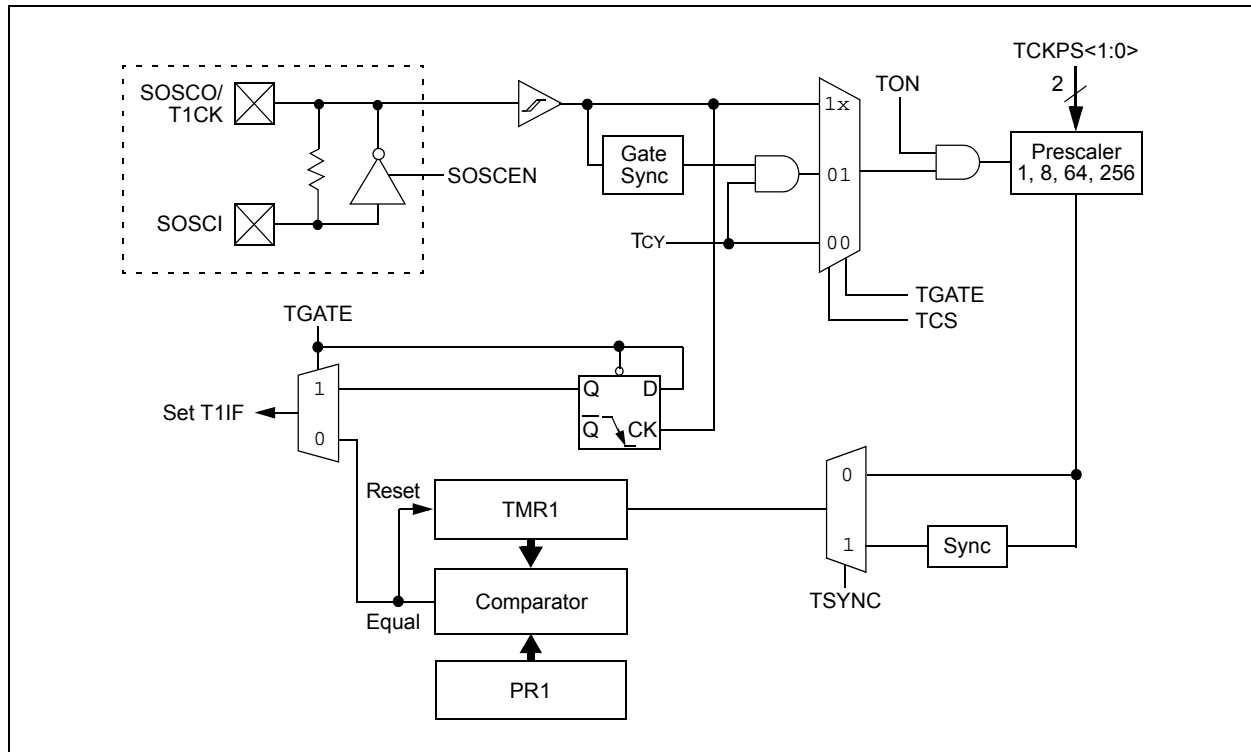 TCKPS<1:0>
SOSCO/
T1CK
TON
2
1x
Gate
Sync
Prescaler
1, 8, 64, 256
SOSCEN
01
SOSCI
TCY
00
TGATE
TCS
TGATE
1
Q
D
Set T1IF
Q
CK
0
Reset
TMR1
0
1
Sync
Comparator
TSYNC
Equal
PR1